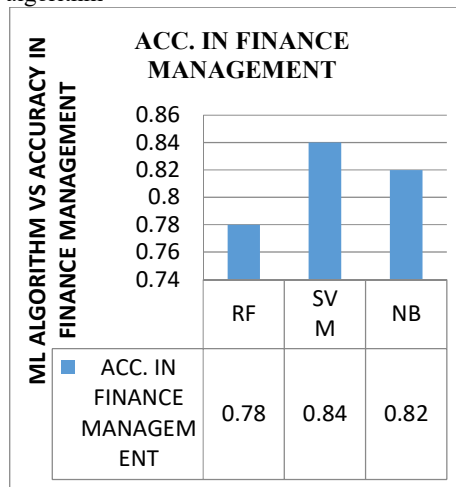 ACC. IN FINANCE
MANAGEMENT
ML ALGORITHM VS ACCURACY IN
FINANCE MANAGEMENT
0.86
0.84
0.82
0.8
0.78
0.76
0.74
RF
SV
M
NB
ACC. IN
FINANCE
MANAGEM
ENT
0.78
0.84
0.82